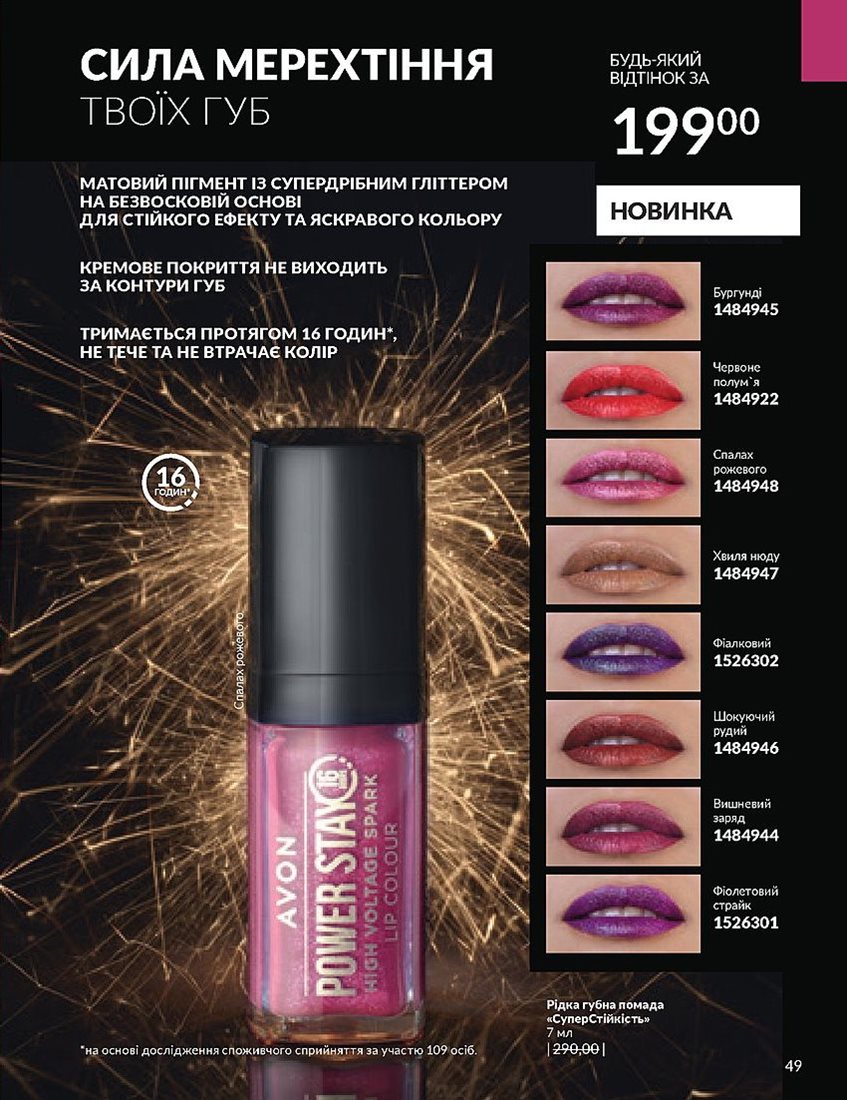 СИЛА МЕРЕХТІННЯ
ТВОЇХ ГУБ
БУДЬ-ЯКИЙ
ВІДТІНОК ЗА
199⁰⁰
МАТОВИЙ ПІГМЕНТ ІЗ СУПЕРДРІБНИМ ГЛІТТЕРОМ
НА БЕЗВОСКОВІЙ ОСНОВІ
ДЛЯ СТІЙКОГО ЕФЕКТУ ТА ЯСКРАВОГО КОЛЬОРУ
НОВИНКА
КРЕМОВЕ ПОКРИТТЯ НЕ ВИХОДИТЬ
ЗА КОНТУРИ ГУБ
ТРИМАЄТЬСЯ ПРОТЯГОМ 16 ГОДИН*,
НЕ ТЕЧЕ ТА НЕ ВТРАЧАЄ КОЛІР
16
ГОДИН*
Спалах рожевого
AVON
POWER STAY
16
HIGH VOLTAGE SPARK
LIP COLOUR
Бургунді
1484945
Червоне
полум`я
1484922
Спалах
рожевого
1484948
Хвиля нюду
1484947
Фіалковий
1526302
Шокуючий
рудий
1484946
Вишневий
заряд
1484944
Фіолетовий
страйк
1526301
Рідка губна помада
«СуперСтійкість»
7 мл
| 290,00 |
*на основі дослідження споживчого сприйняття за участю 109 осіб.
49